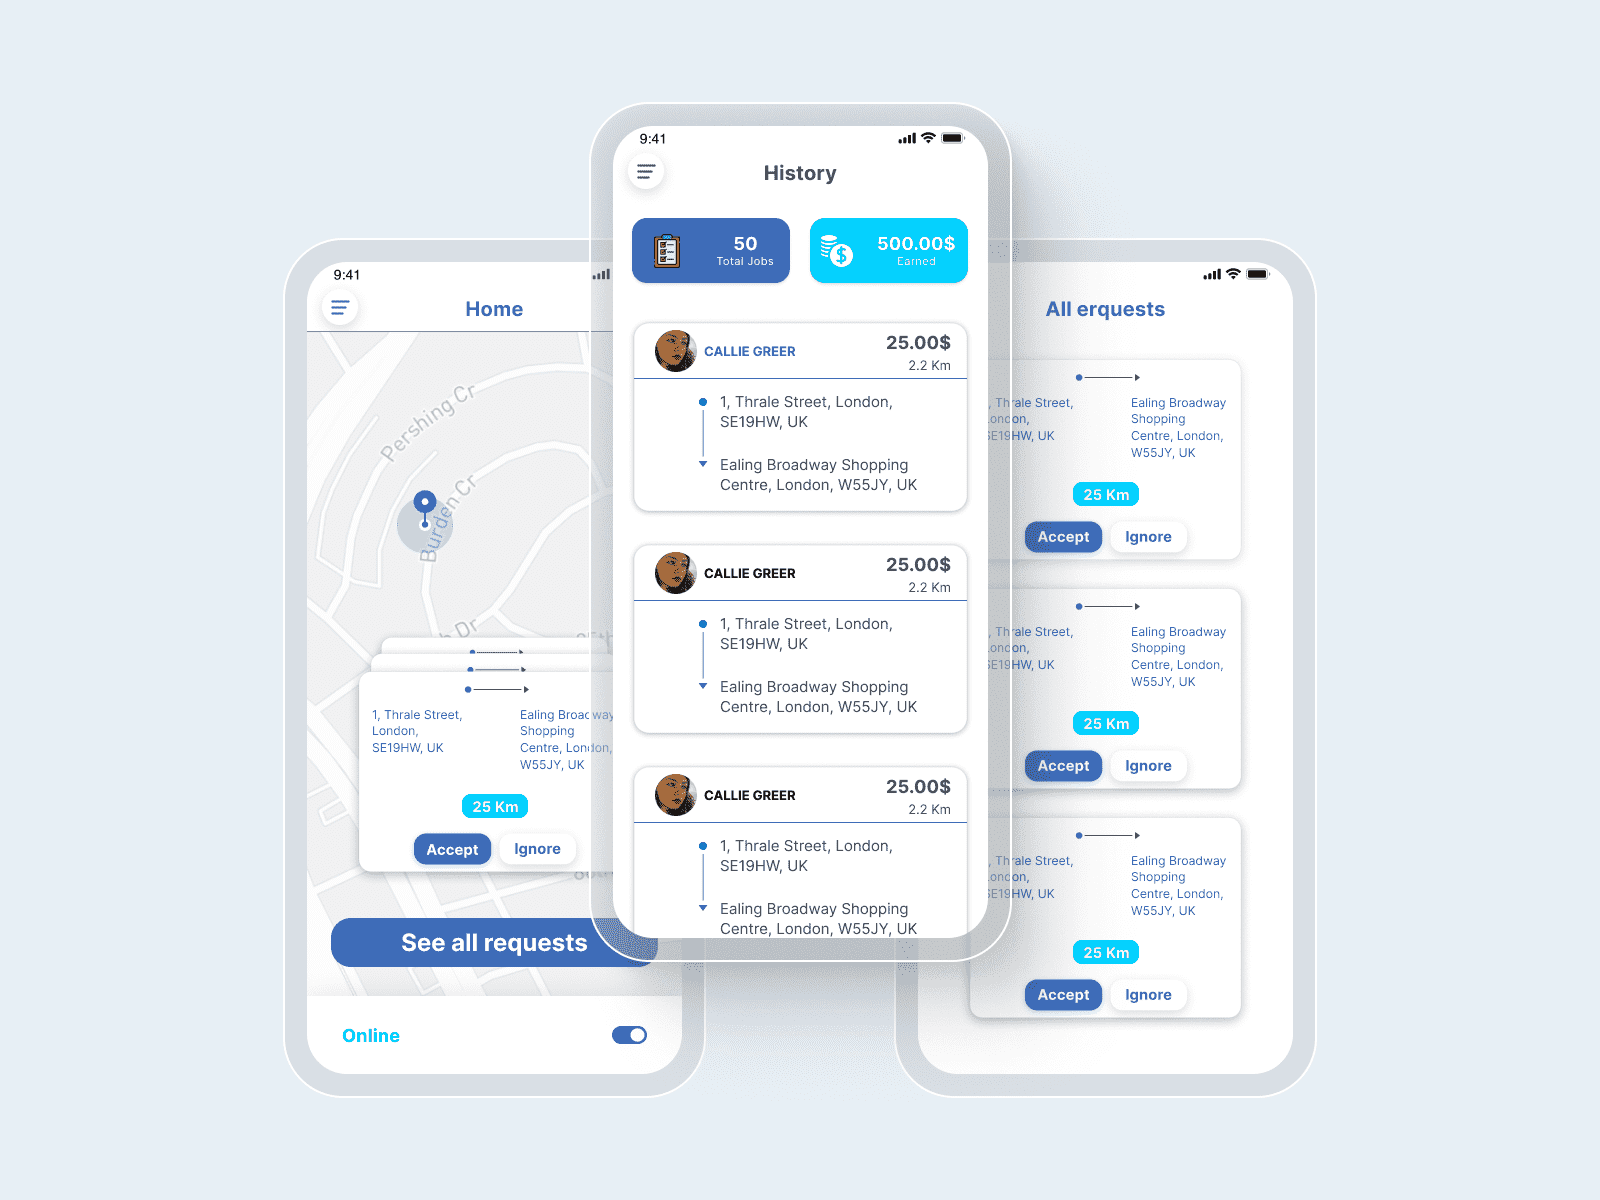 9:41
Home
Pershing Cr
Burden Cr
Dr
25th
1, Thrale Street,
London,
SE19HW, UK
Ealing Broadway
Shopping
Centre, London,
W55JY, UK
25 Km
Accept
Ignore
See all requests
Online
9:41
History
50
Total Jobs
500.00$
Earned
CALLIE GREER
25.00$
2.2 Km
1, Thrale Street, London,
SE19HW, UK
Ealing Broadway Shopping
Centre, London, W55JY, UK
CALLIE GREER
25.00$
2.2 Km
1, Thrale Street, London,
SE19HW, UK
Ealing Broadway Shopping
Centre, London, W55JY, UK
CALLIE GREER
25.00$
2.2 Km
1, Thrale Street, London,
SE19HW, UK
Ealing Broadway Shopping
Centre, London, W55JY, UK
All erquests
, Thrale Street,
London,
SE19HW, UK
Ealing Broadway
Shopping
Centre, London,
W55JY, UK
25 Km
Accept
Ignore
, Thrale Street,
London,
SE19HW, UK
Ealing Broadway
Shopping
Centre, London,
W55JY, UK
25 Km
Accept
Ignore
, Thrale Street,
London,
SE19HW, UK
Ealing Broadway
Shopping
Centre, London,
W55JY, UK
25 Km
Accept
Ignore